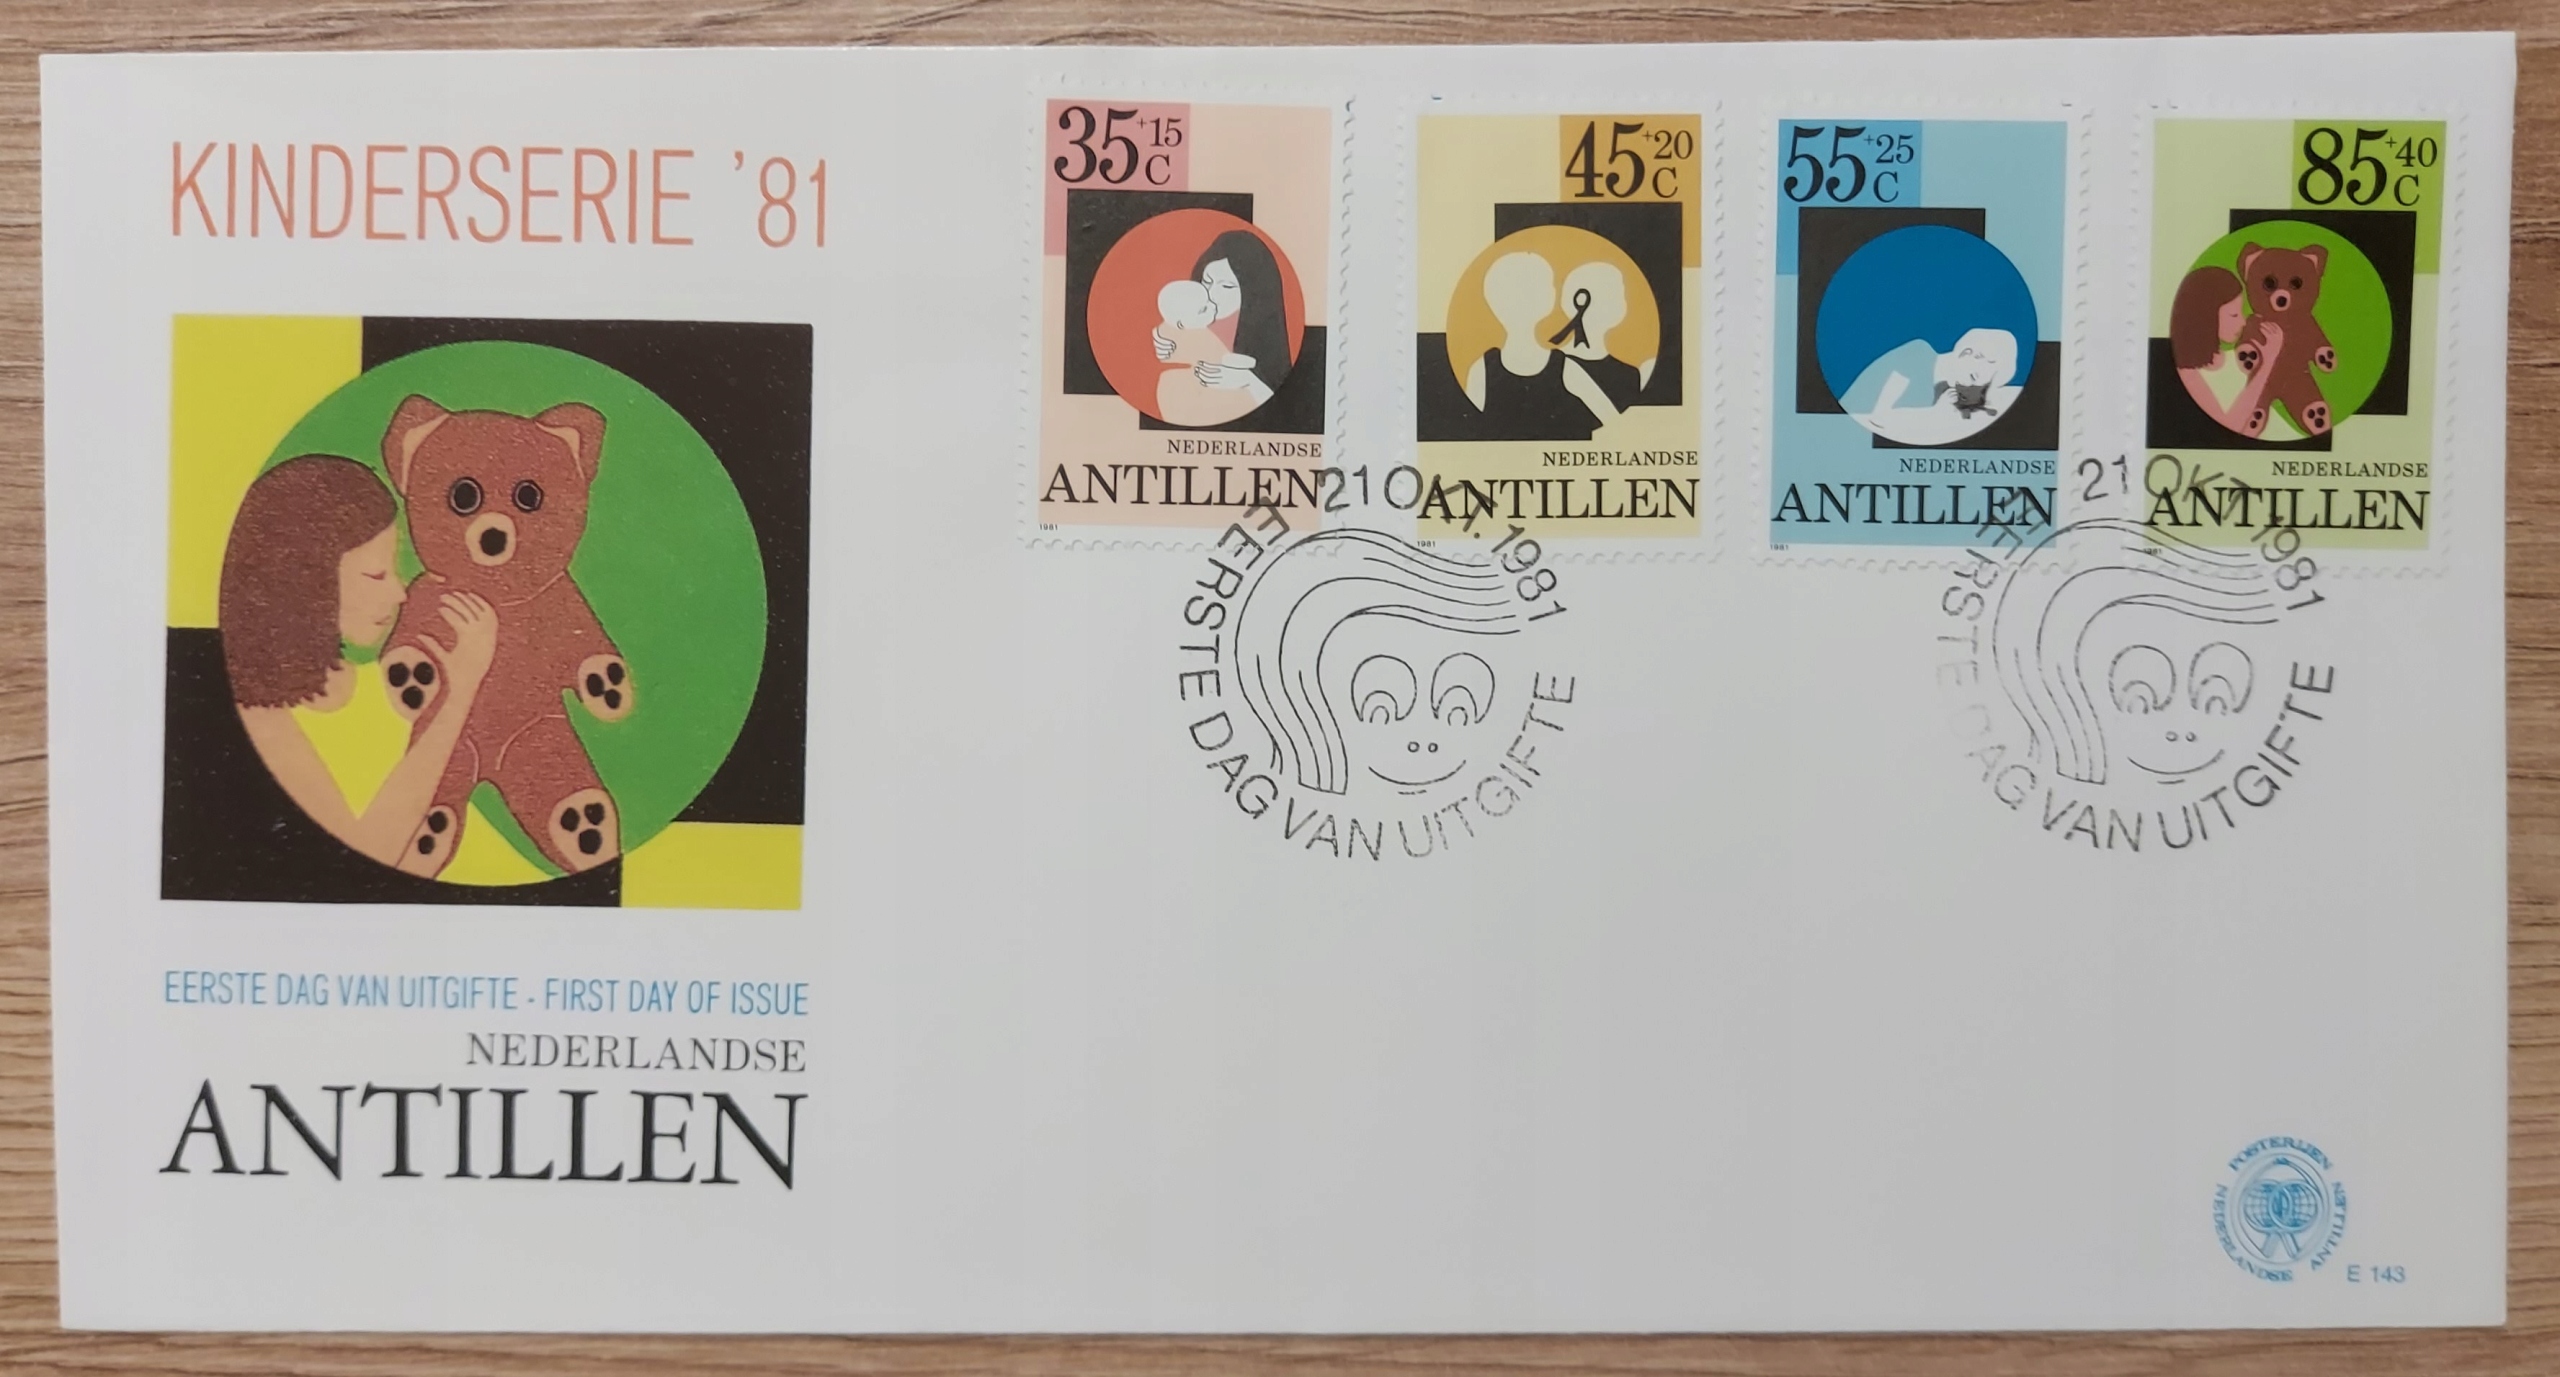 KINDERSERIE '81
35+15
C
NEDERLANDSE
ANTILLEN
1981
45+20
C
NEDERLANDSE
ANTILLEN
1981
55+25
C
NEDERLANDSE
ANTILLEN
1981
85+40
C
NEDERLANDSE
ANTILLEN
1981
21 OKT. 1981
EERSTE DAG VAN UITGIFTE
21 OKT. 1981
EERSTE DAG VAN UITGIFTE
EERSTE DAG VAN UITGIFTE - FIRST DAY OF ISSUE
NEDERLANDSE
ANTILLEN
POSTERIJEN
NEDERLANDSE
ANTILLEN
E 143